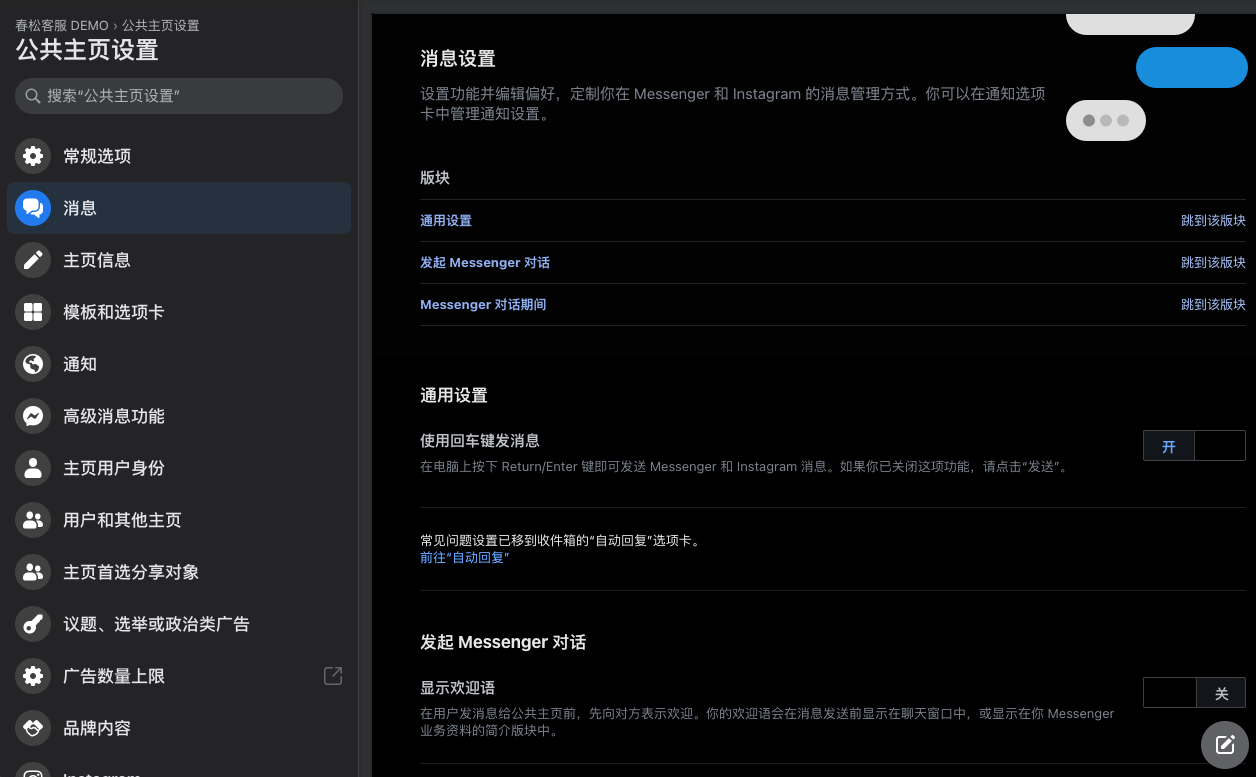 春松客服 DEMO › 公共主页设置
公共主页设置
搜索“公共主页设置”
常规选项
消息
主页信息
模板和选项卡
通知
高级消息功能
主页用户身份
用户和其他主页
主页首选分享对象
议题、选举或政治类广告
广告数量上限
品牌内容
Instagram
消息设置
设置功能并编辑偏好，定制你在 Messenger 和 Instagram 的消息管理方式。你可以在通知选项
卡中管理通知设置。
版块
通用设置 跳到该版块
发起 Messenger 对话 跳到该版块
Messenger 对话期间 跳到该版块
通用设置
使用回车键发消息
开
在电脑上按下 Return/Enter 键即可发送 Messenger 和 Instagram 消息。如果你已关闭这项功能，请点击“发送”。
常见问题设置已移到收件箱的“自动回复”选项卡。
前往“自动回复”
发起 Messenger 对话
显示欢迎语
关
在用户发消息给公共主页前，先向对方表示欢迎。你的欢迎语会在消息发送前显示在聊天窗口中，或显示在你 Messenger
业务资料的简介版块中。